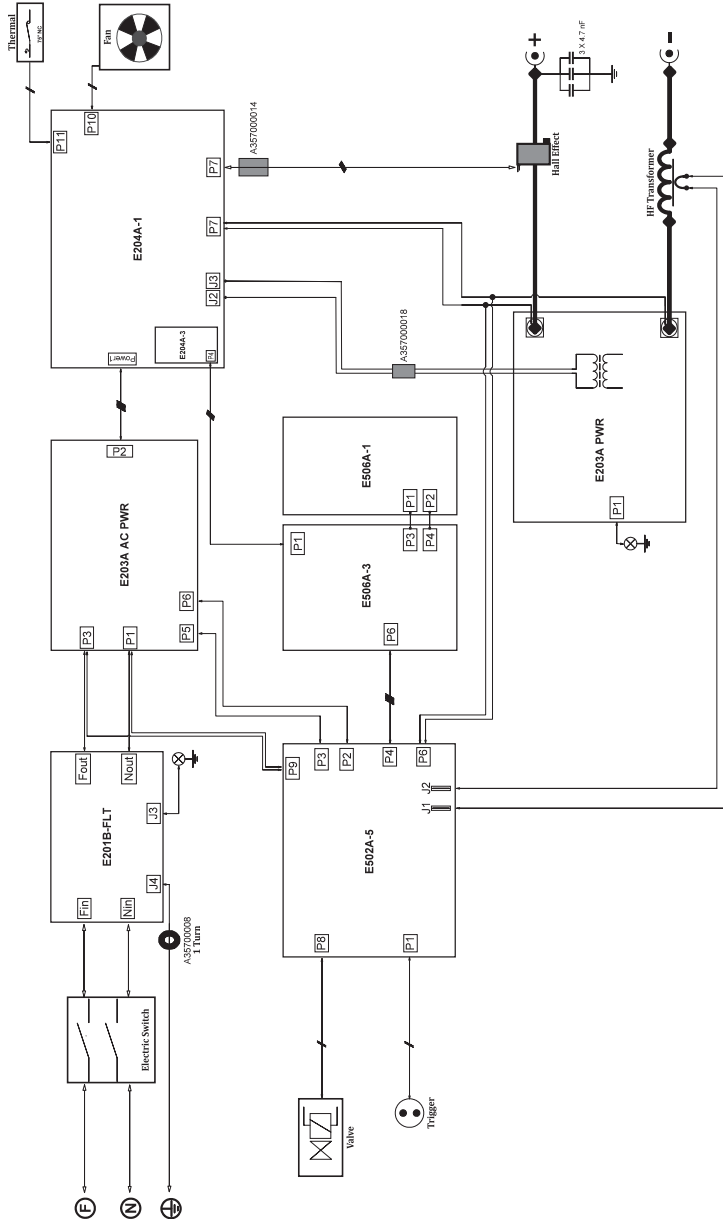 Thermal
75° NC
Fan
P11
P10
A357000014
P7
P7
E204A-1
J3
J2
E204A-3
P4
Power1
+
3 X 4.7 nF
Hall Effect
-
HF Transformer
A357000018
E203A PWR
P1
P2
E203A AC PWR
P6
P5
P3
P1
E506A-1
P1
P2
P1
P3
P4
E506A-3
P6
Fout
Nout
E201B-FLT
J3
J4
Fin
Nin
A35700008
1 Turn
P9
P3
P2
P4
P6
J2
J1
E502A-5
P8
P1
Electric Switch
Valve
Trigger
F
N